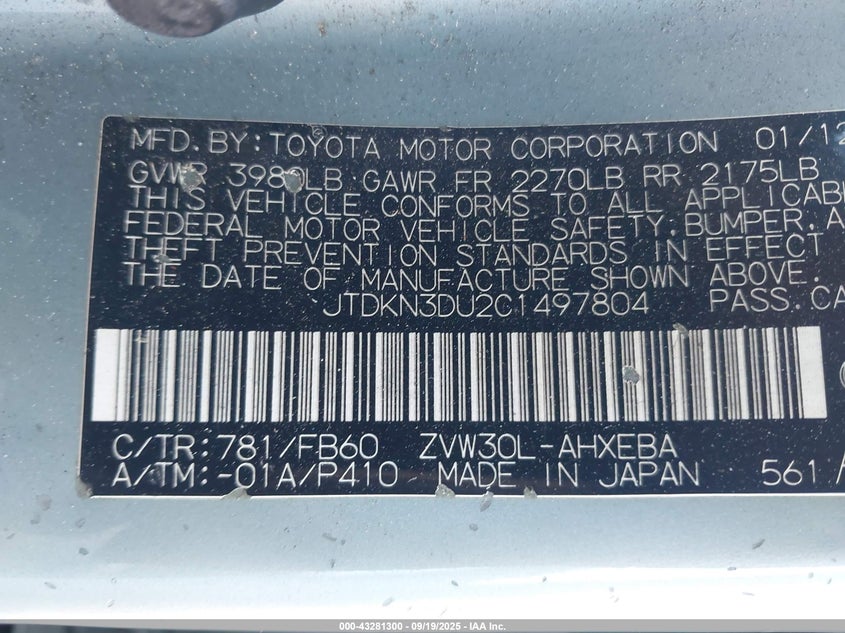 MFD.BY:TOYOTA MOTOR CORPORATION 01/12
GVWR 3980LB GAWR FR 2270LB RR 2175LB
THIS VEHICLE CONFORMS TO ALL APPLICABL
FEDERAL MOTOR VEHICLE SAFETY,BUMPER,A
THEFT PREVENTION STANDARDS IN EFFECT
THE DATE OF MANUFACTURE SHOWN ABOVE.
JTDKN3DU2C1497804 PASS.CA
C/TR:781/FB60 ZVW30L-AHXEBA
A/TM:-01A/P410 MADE IN JAPAN 561
000-43281300 - 09/19/2025 - IAA Inc.